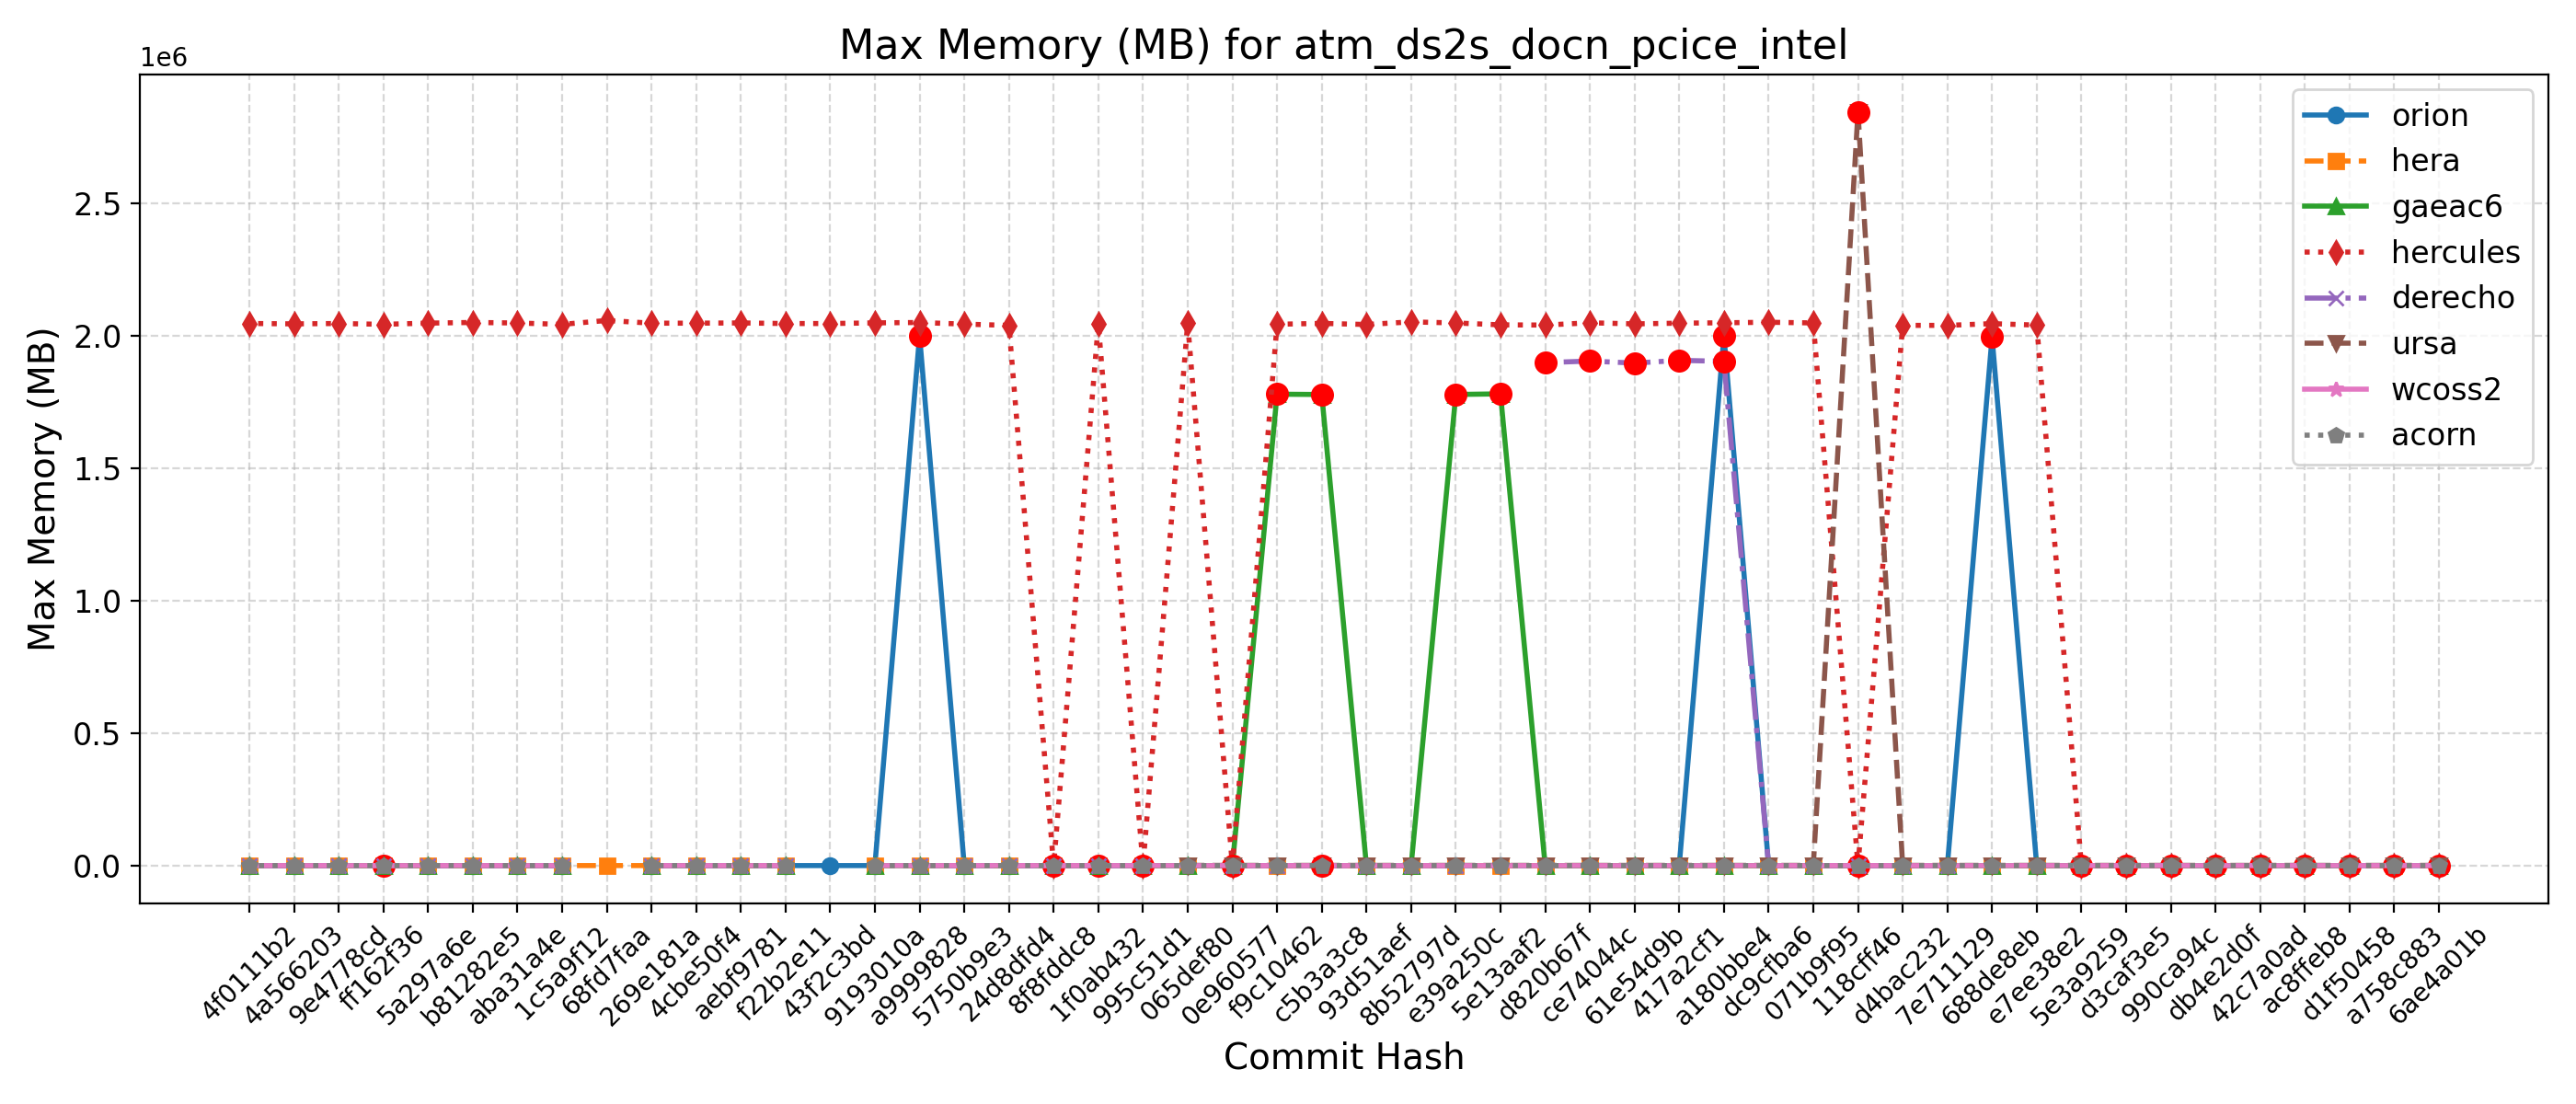 Max Memory (MB) for atm_ds2s_docn_pcice_intel
1e6
Max Memory (MB)
2.5
2.0
1.5
1.0
0.5
0.0
orion
hera
gaeac6
hercules
derecho
ursa
wcoss2
acorn
4f0111b2
4a566203
9e4778cd
ff162f36
5a297a6e
b81282e5
aba31a4e
1c5a9f12
68fd7faa
269e181a
4cbe50f4
aebf9781
f22b2e11
43f2c3bd
9193010a
a9999828
5750b9e3
24d8dfd4
8f8fddc8
1f0ab432
995c51d1
065def80
0e960577
f9c10462
c5b3a3c8
93d51aef
8b52797d
e39a250c
5e13aaf2
d820b67f
ce74044c
61e54d9b
417a2cf1
a180bbe4
dc9cfba6
071b9f95
118cff46
d4bac232
7e711129
688de8eb
e7ee38e2
5e3a9259
d3caf3e5
990ca94c
db4e2d0f
42c7a0ad
ac8ffeb8
d1f50458
a758c883
6ae4a01b
Commit Hash